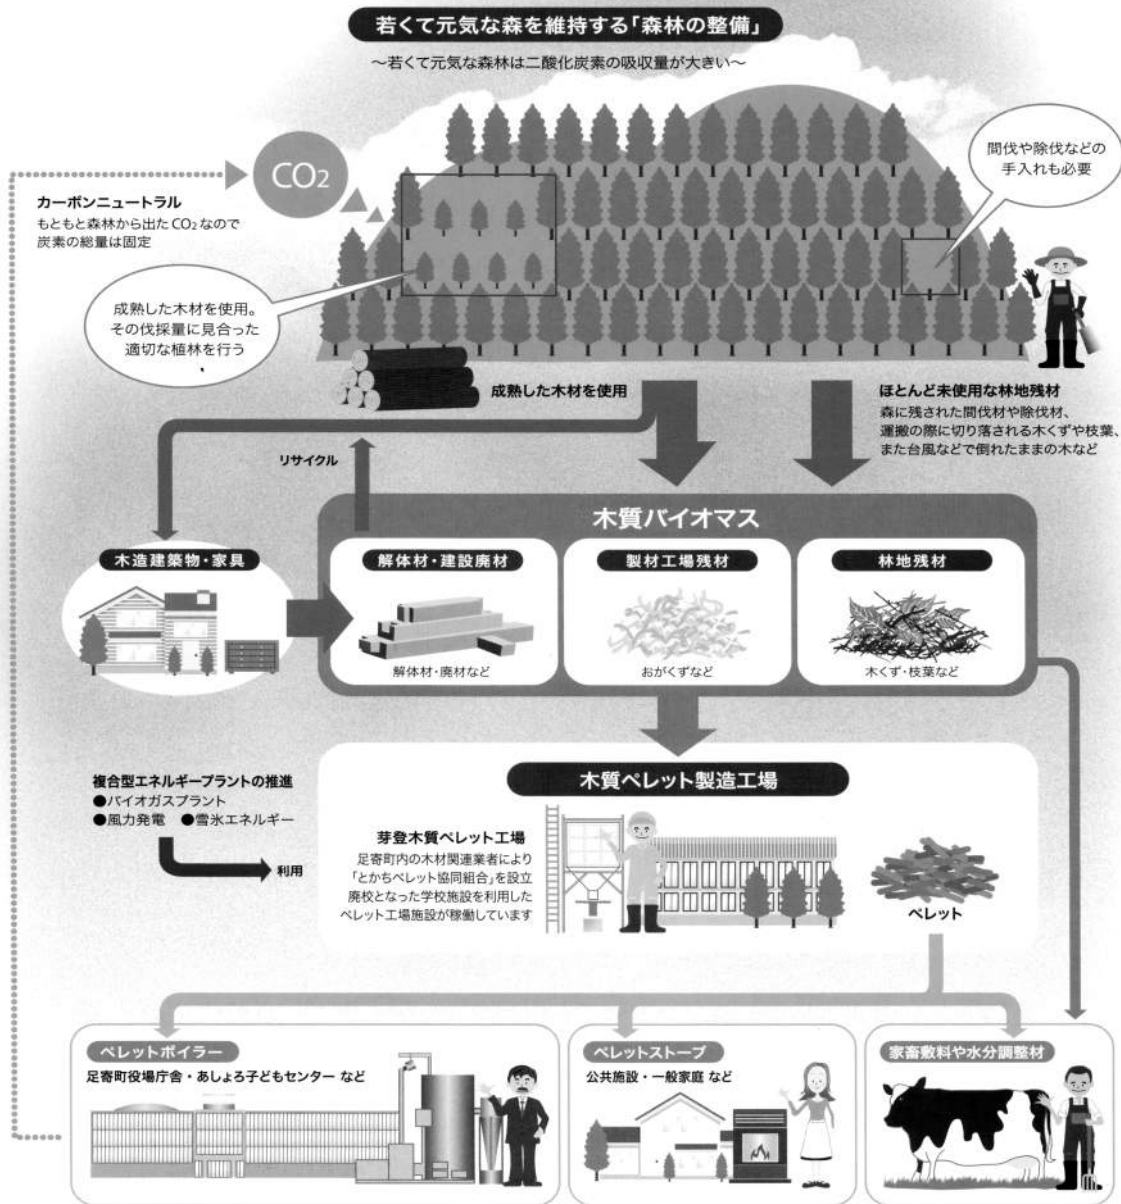 若くて元気な森を維持する「森林の整備」
～若くて元気な森林は二酸化炭素の吸収量が大きい～
CO2
間伐や除伐などの
手入れも必要
カーボンニュートラル
もともと森林から出たCO2なので
炭素の総量は固定
成熟した木材を使用。
その伐採量に見合った
適切な植林を行う
成熟した木材を使用
ほとんど未使用な林地残材
森に残された間伐材や除伐材、
運搬の際に切り落される木くずや枝葉、
また台風などで倒れたままの木など
リサイクル
木質バイオマス
木造建築物・家具
解体材・建設廃材
製材工場残材
林地残材
解体材・廃材など
おがくずなど
木くず・枝葉など
複合型エネルギープラントの推進
●バイオガスプラント
●風力発電 ●雪氷エネルギー
利用
木質ペレット製造工場
芽登木質ペレット工場
足寄町内の木材関連業者により
「とかちペレット協同組合」を設立
廃校となった学校施設を利用した
ペレット工場施設が稼働しています
ペレット
ペレットボイラー
足寄町役場庁舎・あしょろ子どもセンター など
ペレットストーブ
公共施設・一般家庭 など
家畜敷料や水分調整材